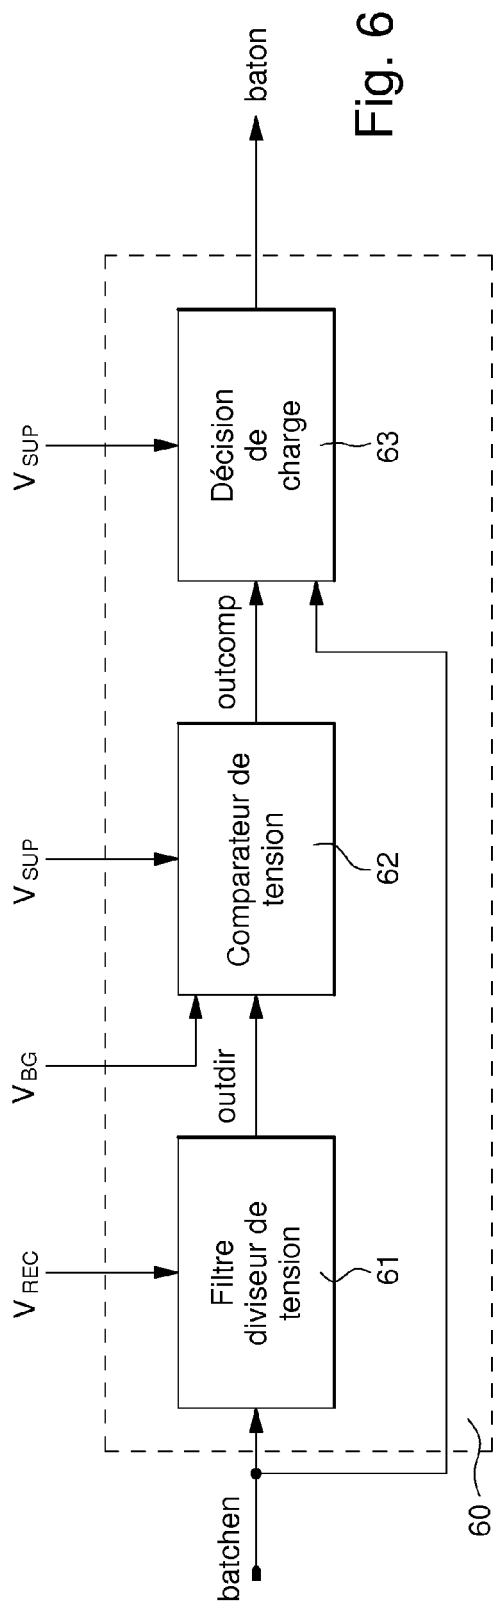 V_REC
V_BG
V_SUP
V_SUP
batchen
Filtre
diviseur de
tension
outdir
Comparateur de
tension
outcomp
Décision
de
charge
baton
61
62
63
60
Fig. 6